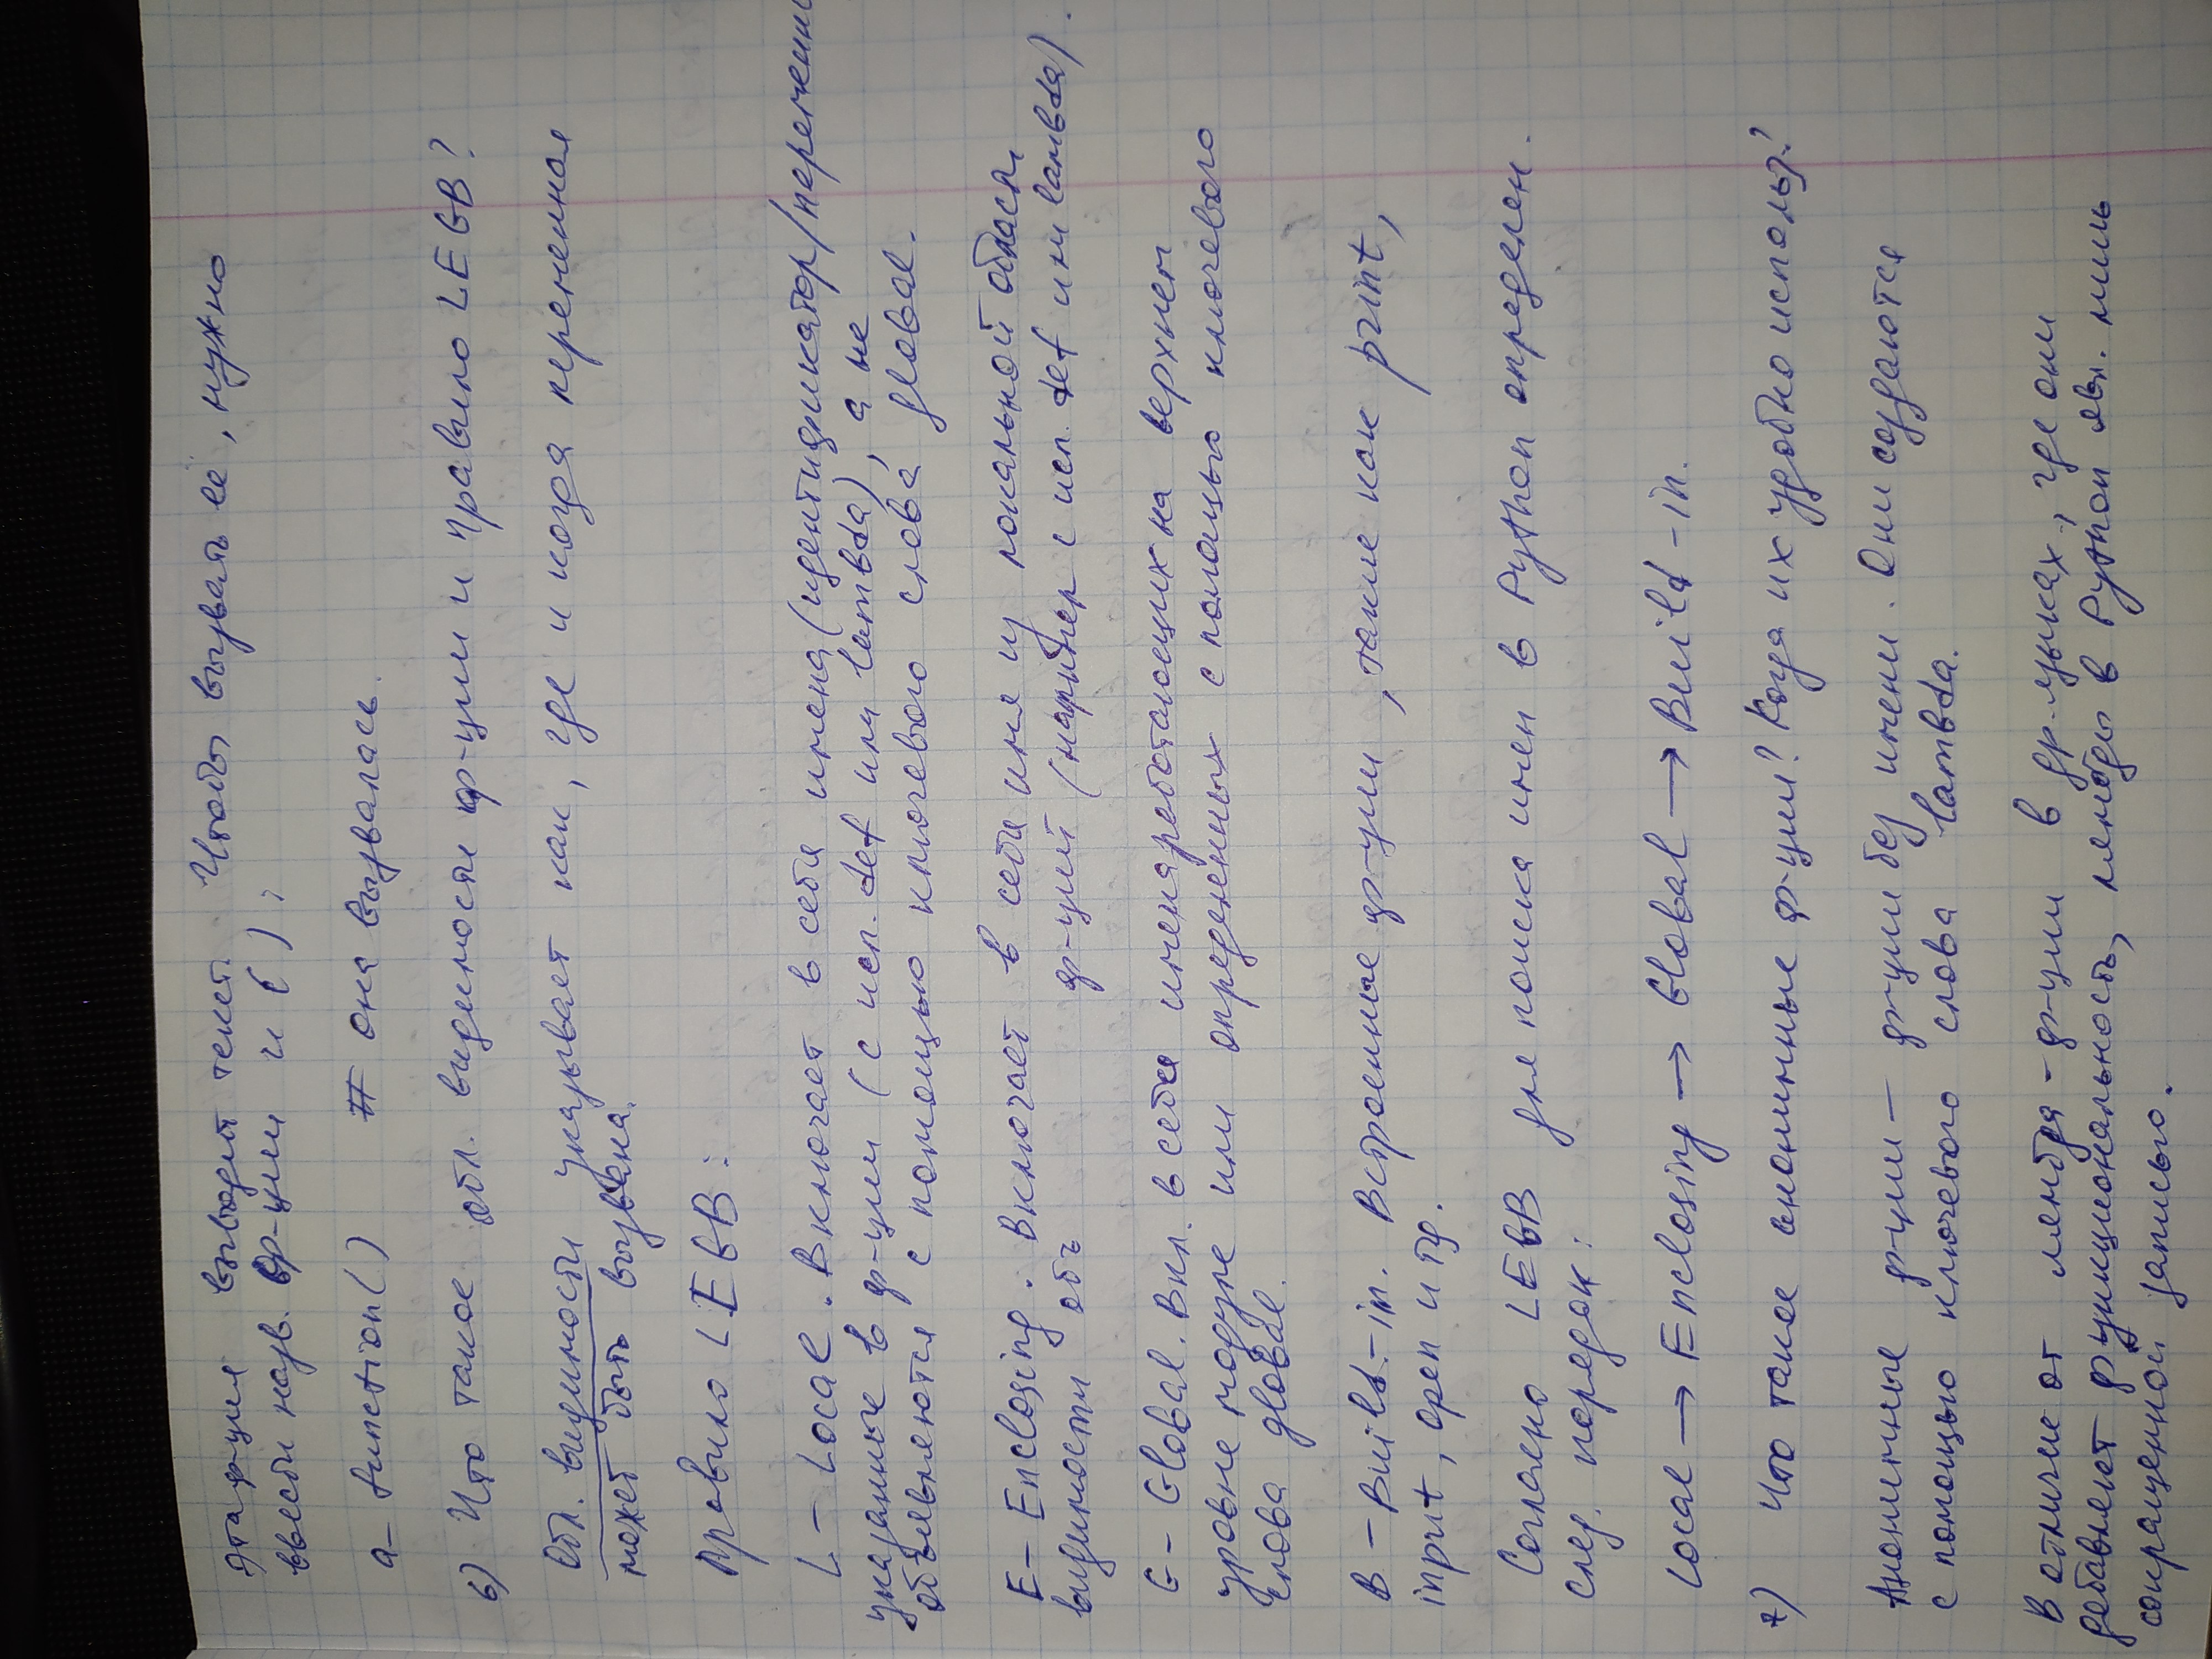 Эта ф-ция выводит текст. Чтобы вызвать её, нужно
ввести назв. ф-ции и ( ) :
a_function() # она вызвалась.
6) Что такое обл. видимости ф-ции и правило LEGB?
Обл. видимости указывает как, где и когда переменная
может быть вызвана.
Правило LEGB:
L – Local. Включает в себя имена (идентификатор/переменн
указанные в ф-ции (с исп. def или lambda), а не
объявляются с помощью ключевого слова global.
E – Enclosing. Включает в себя имя из локальной области
видимости объ ф-ций (например с исп. def или lambda).
G – Global. Вкл. в себя имена работающих на верхнем
уровне модуле или определенных с помощью ключевого
слова global.
B – Build-in. Встроенные ф-ции, такие как print,
input, open и тд.
Согласно LEGB для поиска имен в Python определен.
след. порядок:
Local → Enclosing → Global → Build-in.
7) Что такое анонимные ф-ции? Когда их удобно использ.?
Анонимные ф-ции – ф-ции без имени. Они создаются
с помощью ключевого слова lambda.
В отличие от лямбда-ф-ции в др. языках, где они
добавляют функциональность, лямбды в Python явл. лишь
сокращенной записью.